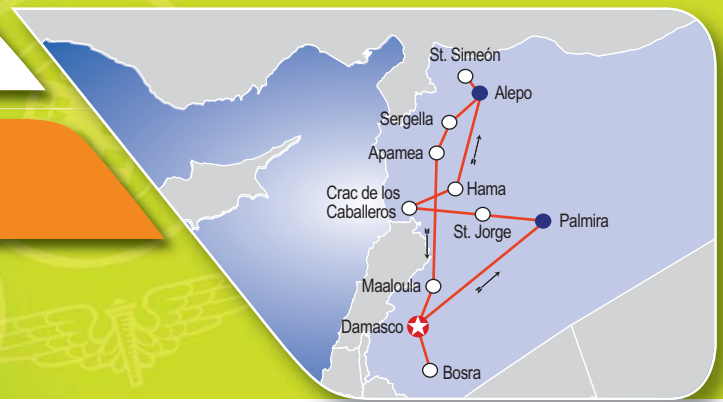 St. Simeón
Alepo
Sergella
Apamea
Hama
Crac de los
Caballeros
St. Jorge
Palmira
Maaloula
Damasco
Bosra